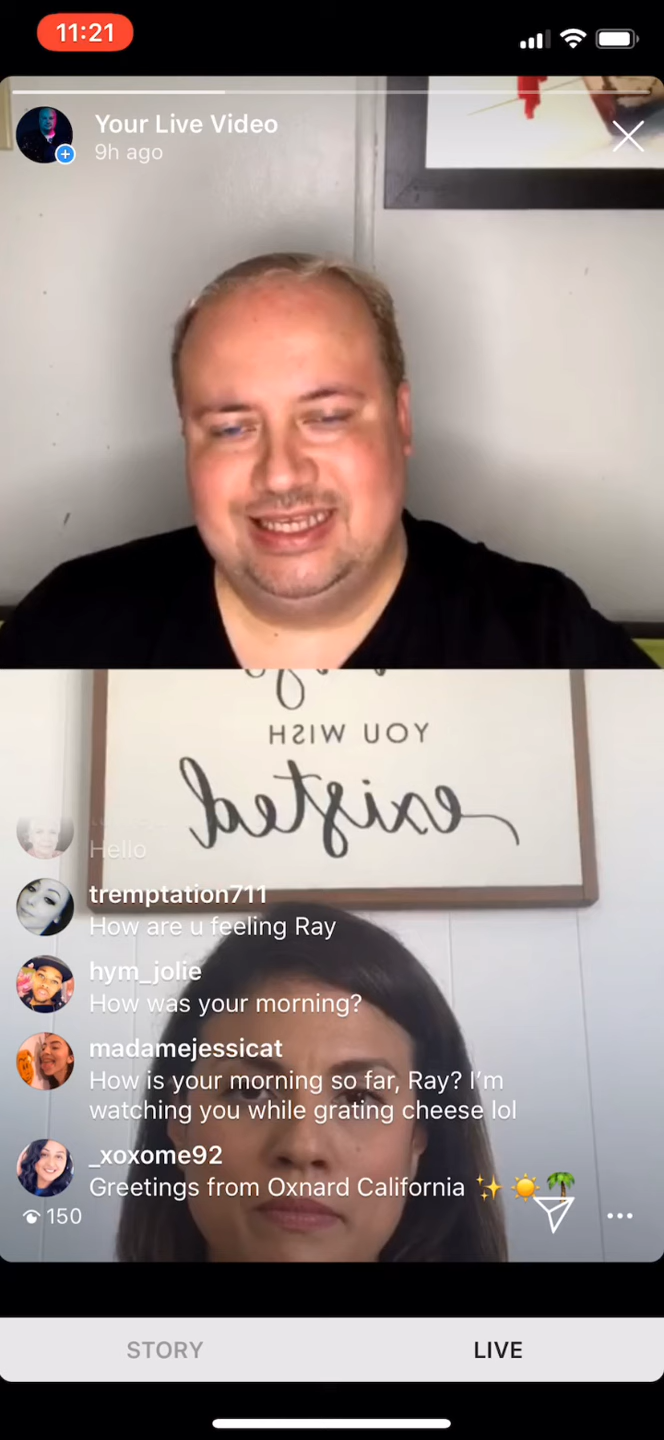 11:21
Your Live Video
9h ago
YOU WISH
existed
Hello
tremptation711
How are u feeling Ray
hym_jolie
How was your morning?
madamejessicat
How is your morning so far, Ray? I'm
watching you while grating cheese lol
_xoxome92
Greetings from Oxnard California ✨☀️🌴
150
STORY
LIVE